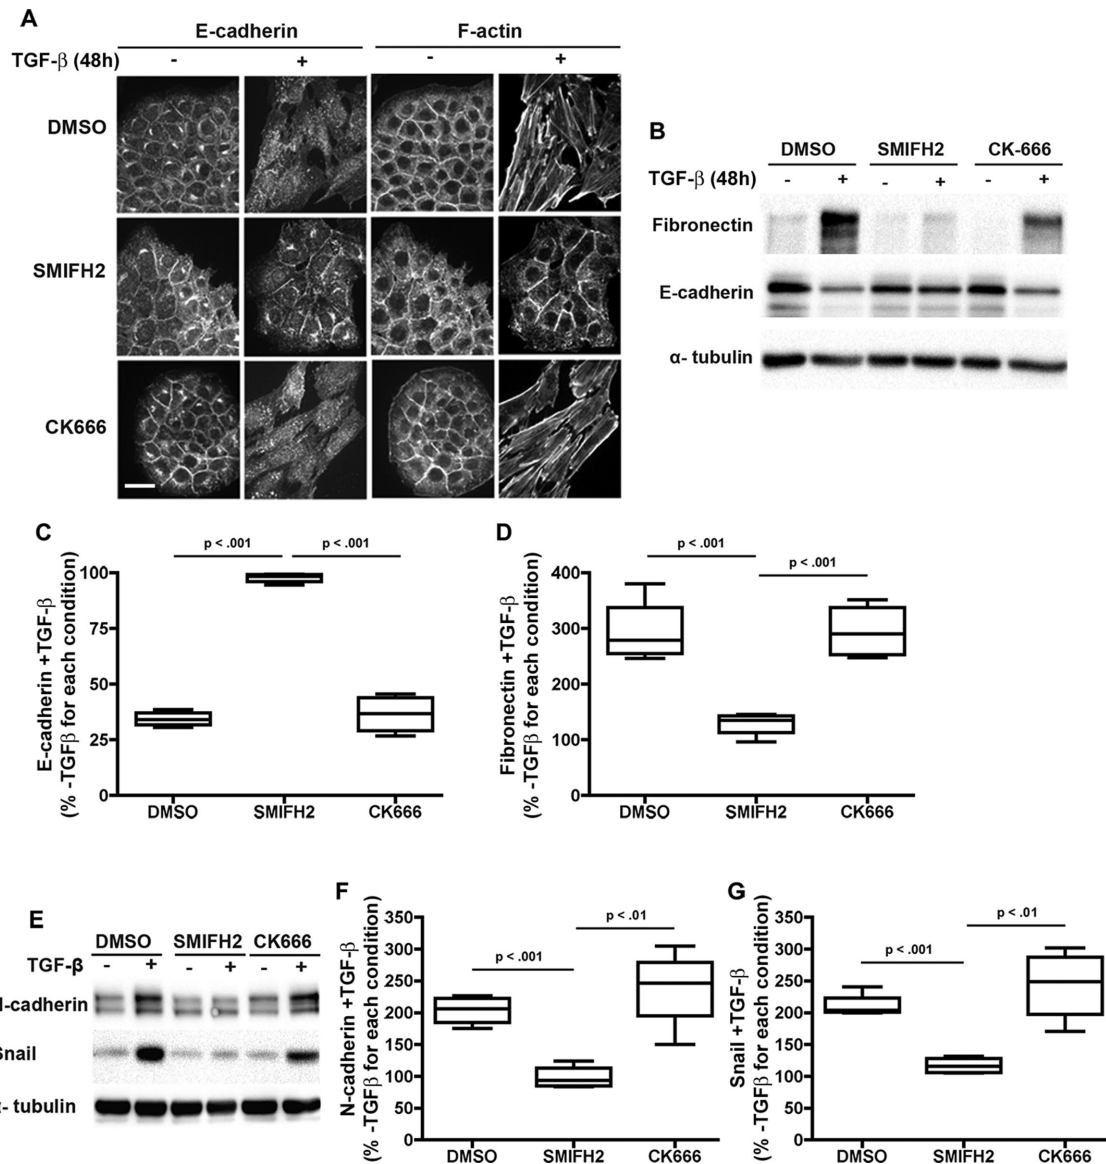 A
E-cadherin
F-actin
TGF-β (48h)
-
+
-
+
DMSO
SMIFH2
CK666
B
DMSO
SMIFH2
CK-666
TGF-β (48h)
-
+
-
+
-
+
Fibronectin
E-cadherin
α- tubulin
C
p < .001
p < .001
E-cadherin +TGF-β
(% -TGFβ for each condition)
100
75
50
25
0
DMSO
SMIFH2
CK666
D
p < .001
p < .001
Fibronectin +TGF-β
(% -TGFβ for each condition)
400
300
200
100
0
DMSO
SMIFH2
CK666
E
DMSO
SMIFH2
CK666
TGF-β
-
+
-
+
-
+
-cadherin
nail
- tubulin
F
p < .01
p < .001
N-cadherin +TGF-β
(% -TGFβ for each condition)
350
300
250
200
150
100
50
0
DMSO
SMIFH2
CK666
G
p < .01
p < .001
Snail +TGF-β
(% -TGFβ for each condition)
350
300
250
200
150
100
50
0
DMSO
SMIFH2
CK666